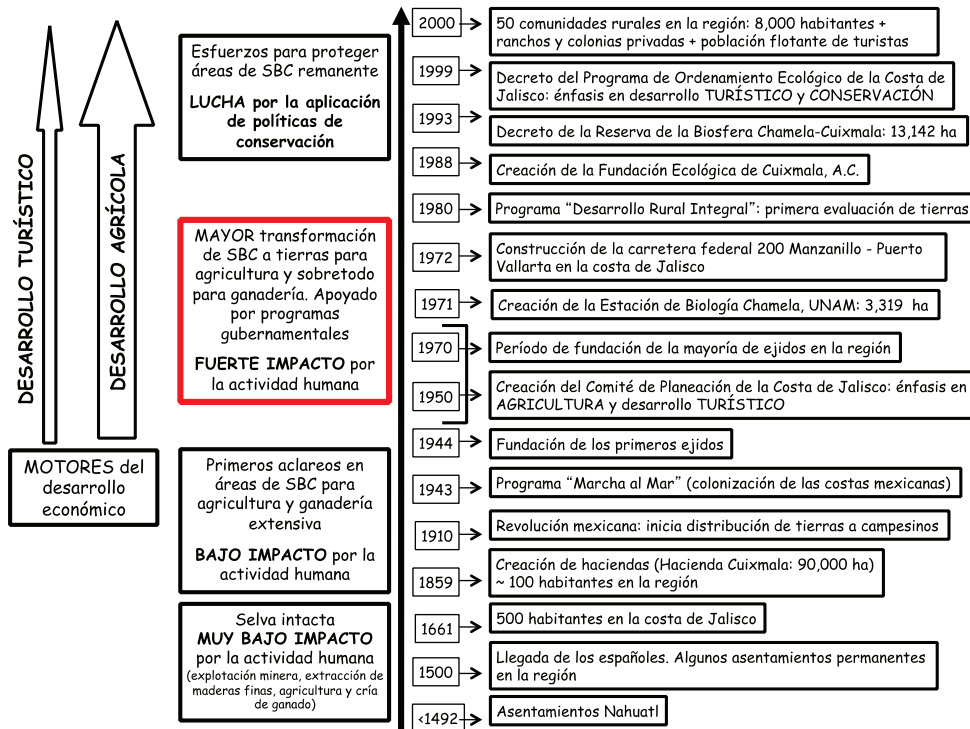 DESARROLLO TURÍSTICO
DESARROLLO AGRÍCOLA
MOTORES del
desarrollo
económico
Esfuerzos para proteger
áreas de SBC remanente
LUCHA por la aplicación
de políticas de
conservación
MAYOR transformación
de SBC a tierras para
agricultura y sobretodo
para ganadería. Apoyado
por programas
gubernamentales
FUERTE IMPACTO por
la actividad humana
Primeros aclareos en
áreas de SBC para
agricultura y ganadería
extensiva
BAJO IMPACTO por la
actividad humana
Selva intacta
MUY BAJO IMPACTO
por la actividad humana
(explotación minera, extracción de
maderas finas, agricultura y cría
de ganado)
2000
50 comunidades rurales en la región: 8,000 habitantes +
ranchos y colonias privadas + población flotante de turistas
1999
Decreto del Programa de Ordenamiento Ecológico de la Costa de
Jalisco: énfasis en desarrollo TURÍSTICO y CONSERVACIÓN
1993
Decreto de la Reserva de la Biosfera Chamela-Cuixmala: 13,142 ha
1988
Creación de la Fundación Ecológica de Cuixmala, A.C.
1980
Programa “Desarrollo Rural Integral”: primera evaluación de tierras
1972
Construcción de la carretera federal 200 Manzanillo - Puerto
Vallarta en la costa de Jalisco
1971
Creación de la Estación de Biología Chamela, UNAM: 3,319 ha
1970
Período de fundación de la mayoría de ejidos en la región
1950
Creación del Comité de Planeación de la Costa de Jalisco: énfasis en
AGRICULTURA y desarrollo TURÍSTICO
1944
Fundación de los primeros ejidos
1943
Programa “Marcha al Mar” (colonización de las costas mexicanas)
1910
Revolución mexicana: inicia distribución de tierras a campesinos
1859
Creación de haciendas (Hacienda Cuixmala: 90,000 ha)
~ 100 habitantes en la región
1661
500 habitantes en la costa de Jalisco
1500
Llegada de los españoles. Algunos asentamientos permanentes
en la región
<1492
Asentamientos Nahuatl